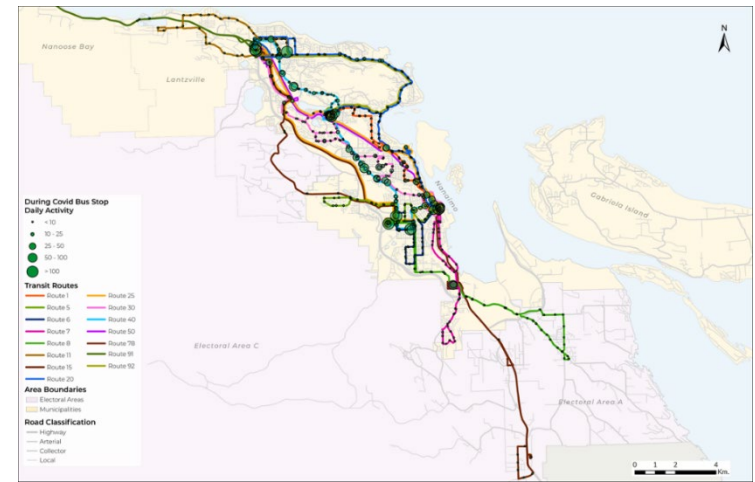 N
Nanoose Bay
Lantzville
Nanaimo
Gabriola Island
During Covid Bus Stop
Daily Activity
< 10
10 - 25
25 - 50
50 - 100
> 100
Transit Routes
Route 1
Route 5
Route 6
Route 7
Route 8
Route 11
Route 15
Route 20
Route 25
Route 30
Route 40
Route 50
Route 78
Route 91
Route 92
Area Boundaries
Electoral Areas
Municipalities
Road Classification
Highway
Arterial
Collector
Local
Electoral Area C
Electoral Area A
0 1 2 4
Km.